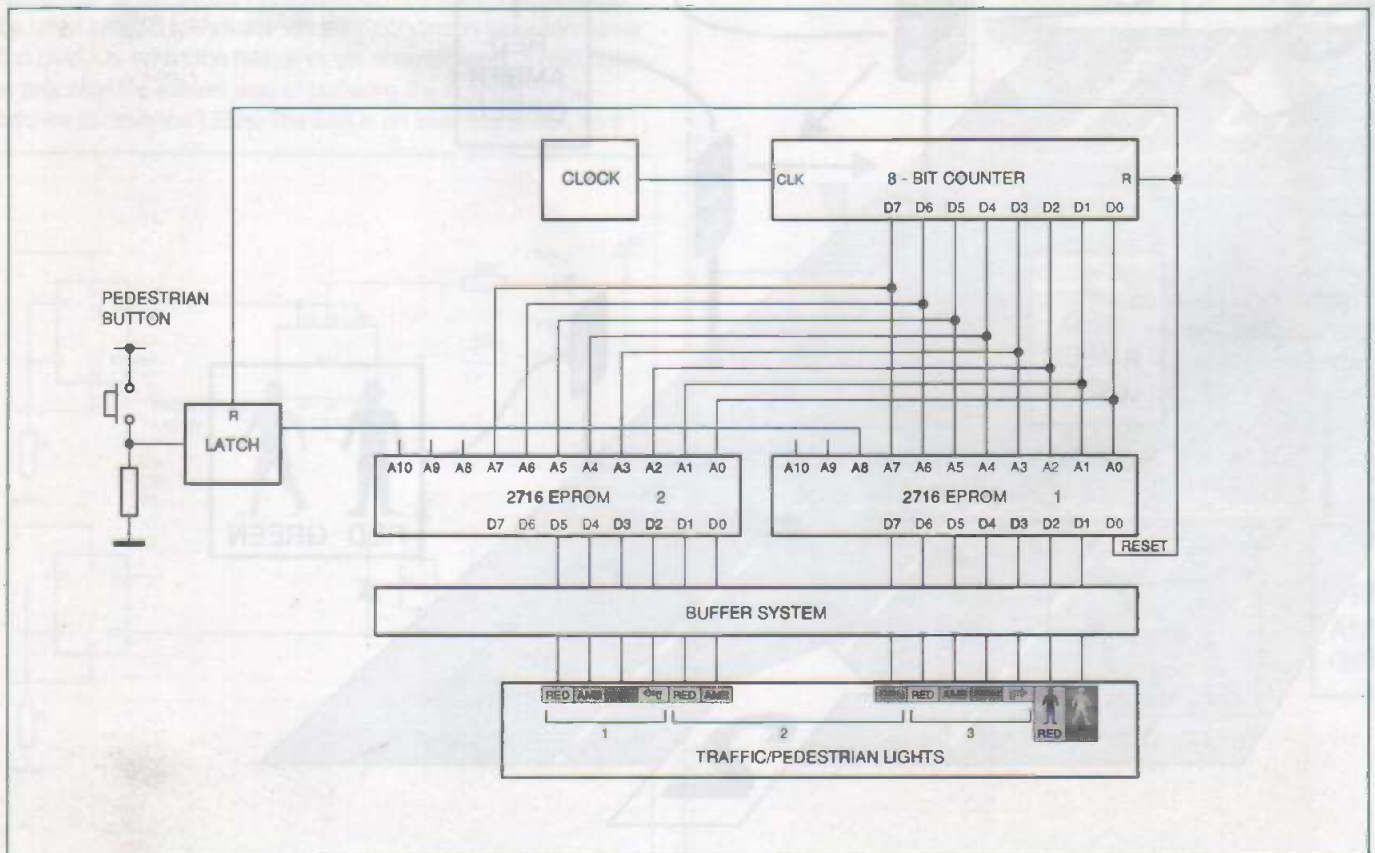 CLOCK
CLK 8 - BIT COUNTER R
D7 D6 D5 D4 D3 D2 D1 D0
PEDESTRIAN
BUTTON
R
LATCH
A10 A9 A8 A7 A6 A5 A4 A3 A2 A1 A0
A10 A9 A8 A7 A6 A5 A4 A3 A2 A1 A0
2716 EPROM 2
2716 EPROM 1
D7 D6 D5 D4 D3 D2 D1 D0
D7 D6 D5 D4 D3 D2 D1 D0
RESET
BUFFER SYSTEM
RED AMB RED AMB
RED AMB
RED
1 2 3
TRAFFIC/PEDESTRIAN LIGHTS